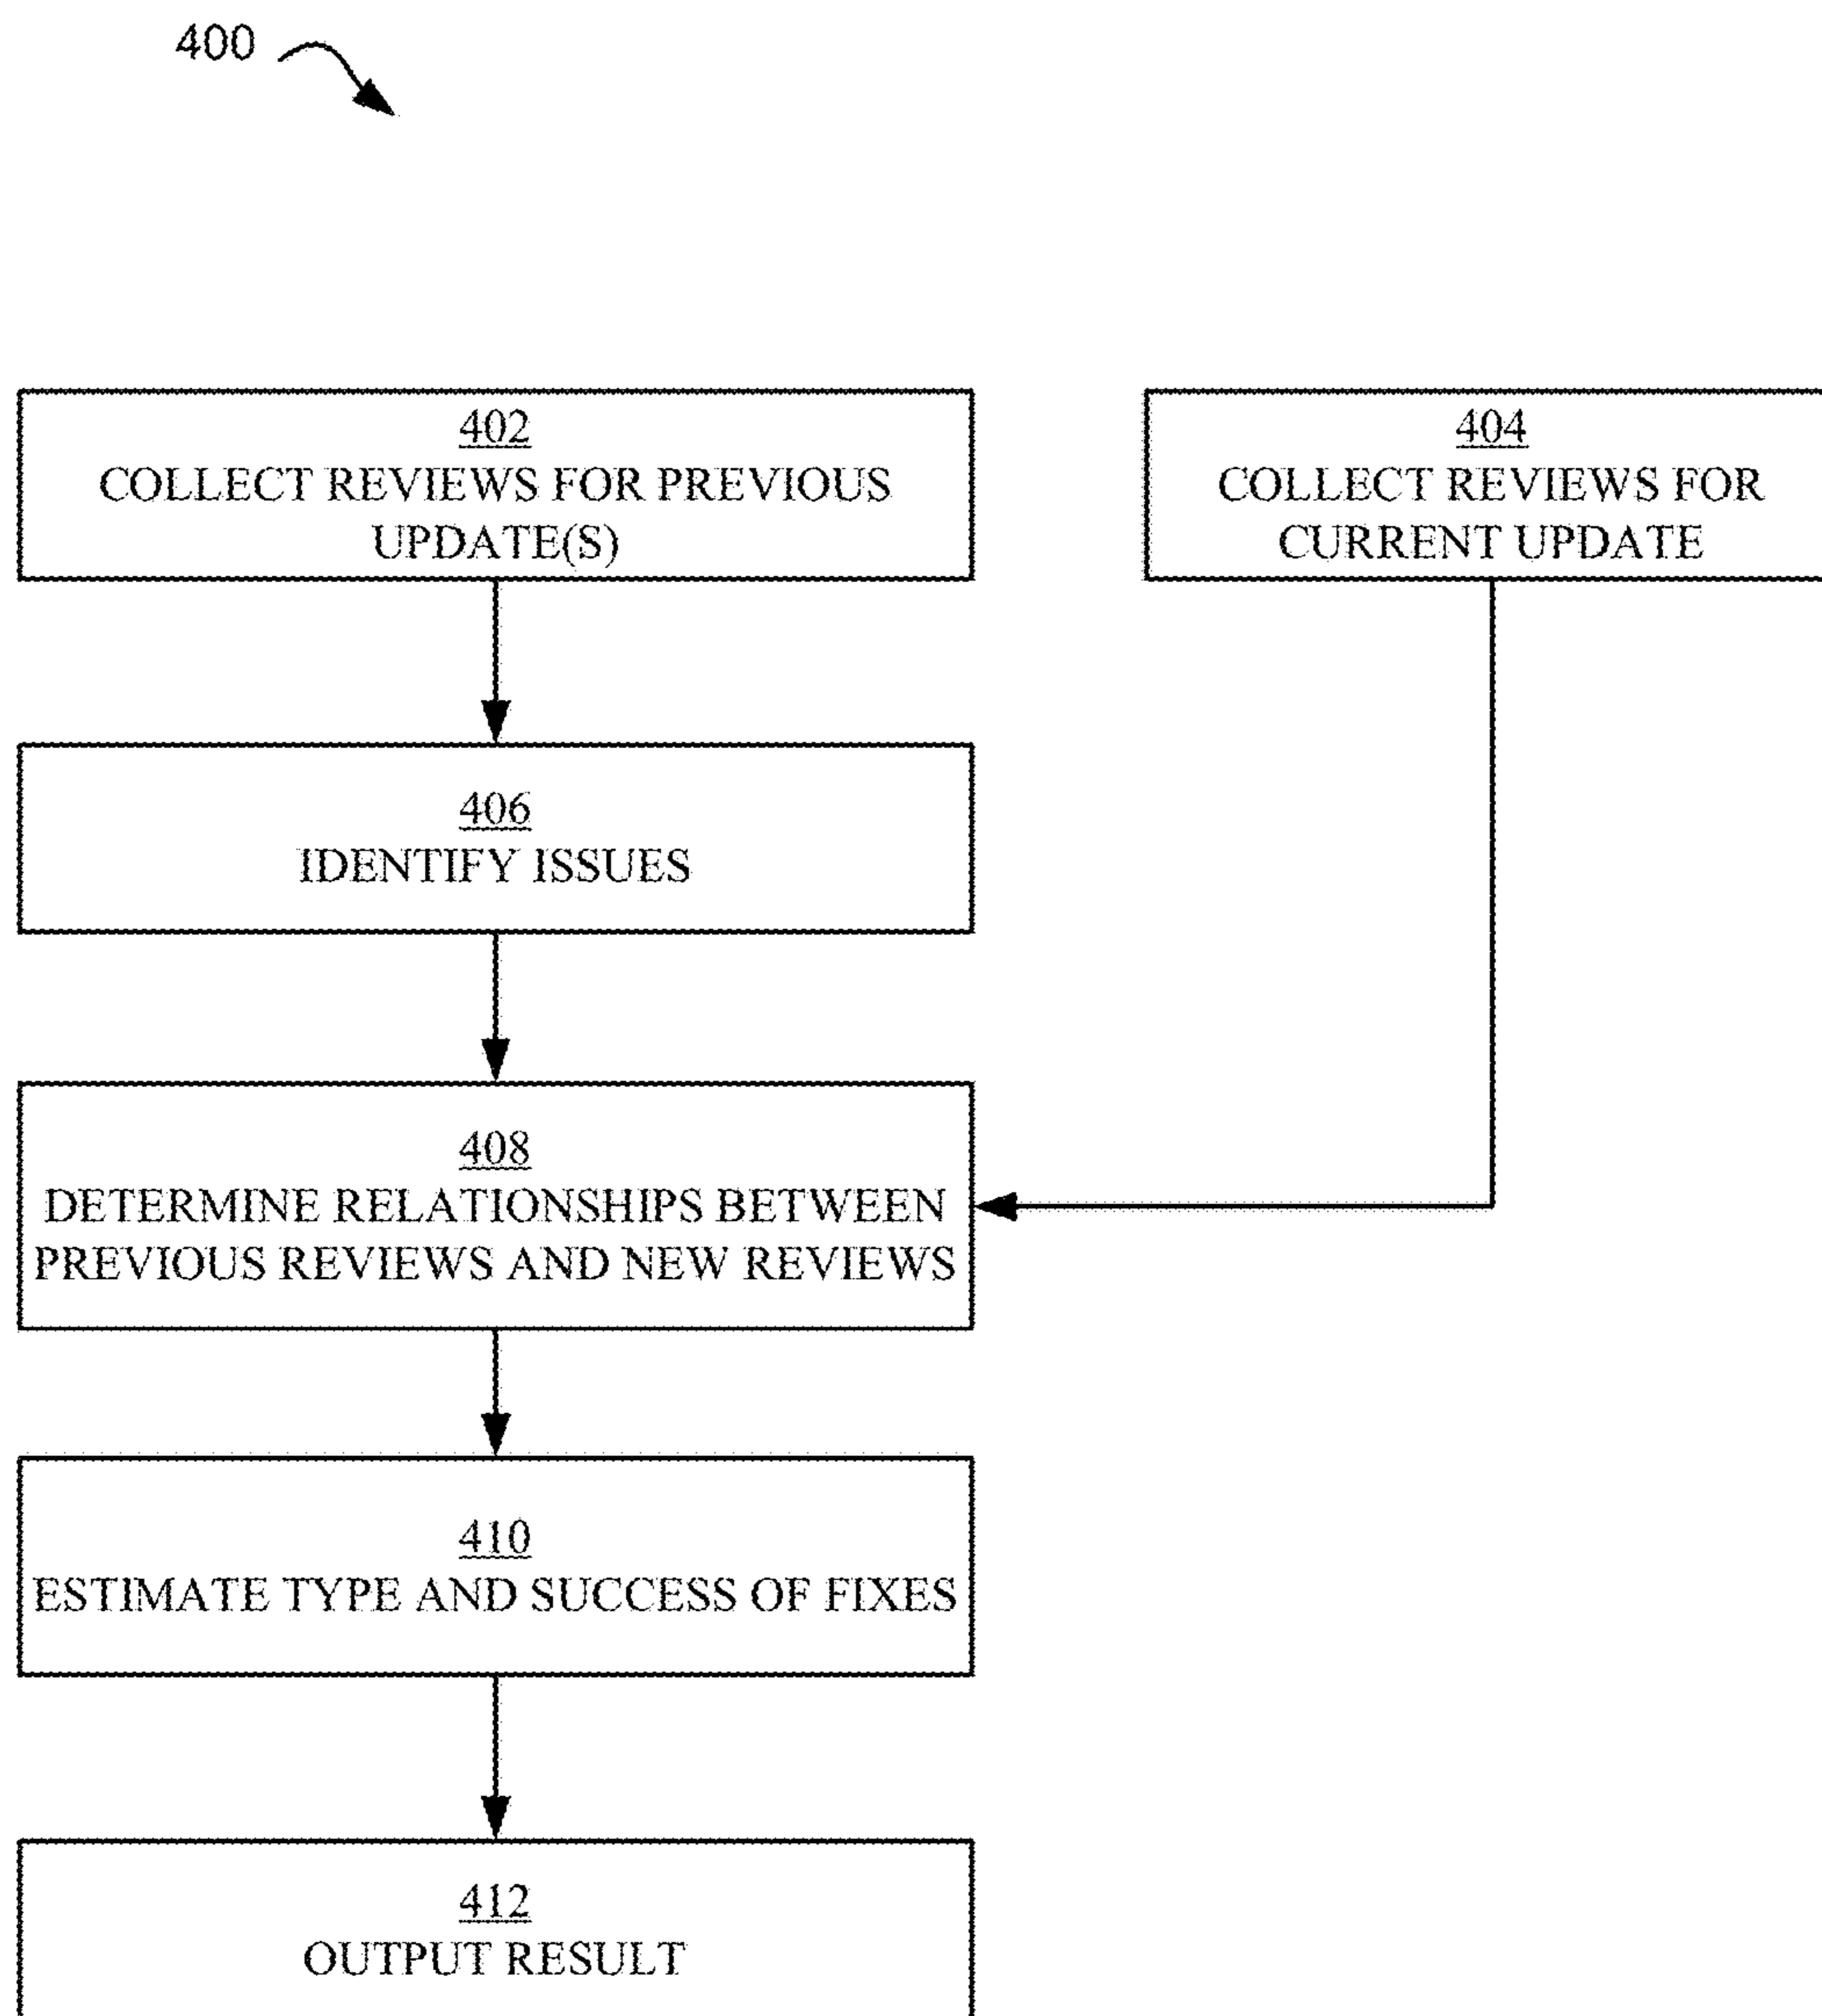 400
402
COLLECT REVIEWS FOR PREVIOUS
UPDATE(S)
404
COLLECT REVIEWS FOR
CURRENT UPDATE
406
IDENTIFY ISSUES
408
DETERMINE RELATIONSHIPS BETWEEN
PREVIOUS REVIEWS AND NEW REVIEWS
410
ESTIMATE TYPE AND SUCCESS OF FIXES
412
OUTPUT RESULT